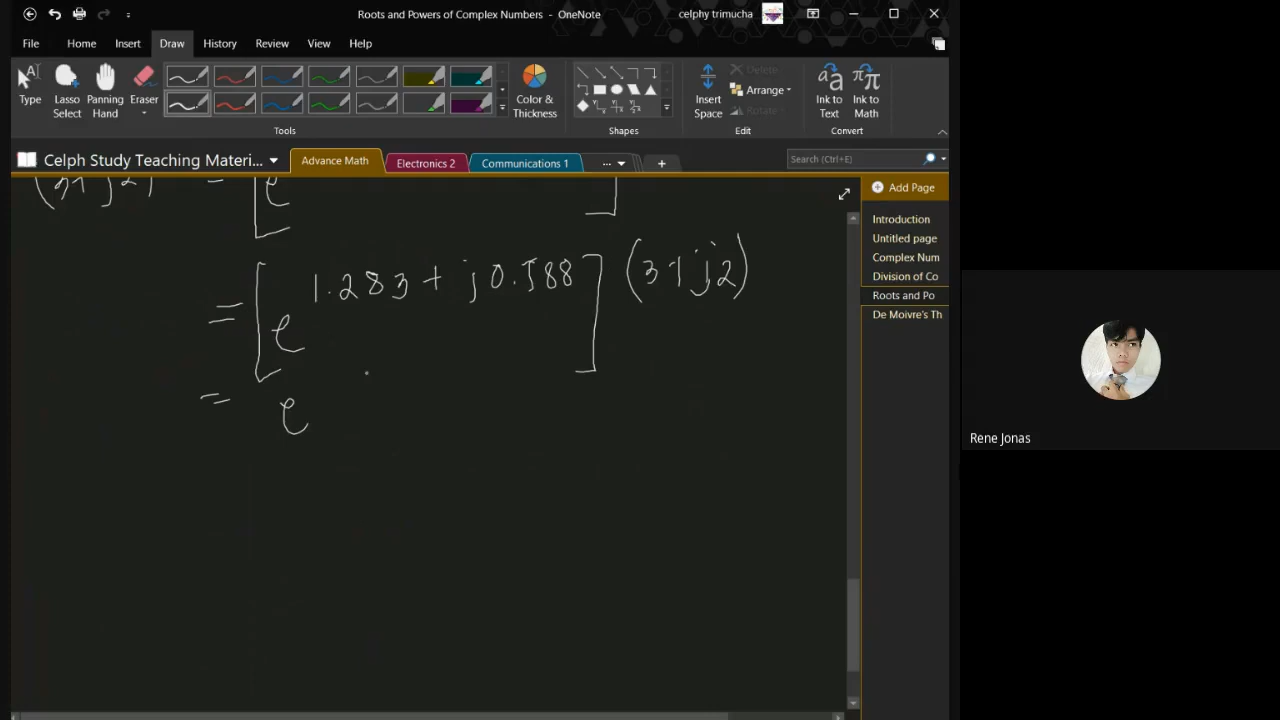 Roots and Powers of Complex Numbers - OneNote
celphy trimucha
File Home Insert Draw History Review View Help
Type
Lasso Select
Panning Hand
Eraser
Color & Thickness
Insert Space
Delete
Arrange
Rotate
Ink to Text
Ink to Math
Tools
Shapes
Edit
Convert
Celph Study Teaching Materi...
Advance Math
Electronics 2
Communications 1
...
Search (Ctrl+E)
Add Page
Introduction
Untitled page
Complex Num
Division of Co
Roots and Po
De Moivre's Th
= [e
= [e^1.283 + j0.588](3+j2)
= e
Rene Jonas